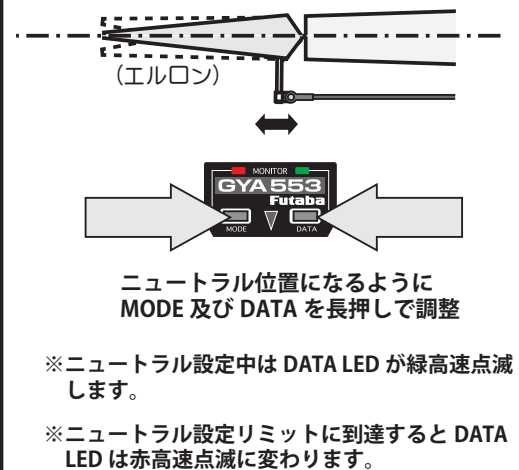 (エルロン)
MONITOR
GYA553
Futaba
MODE
DATA
ニュートラル位置になるように
MODE 及び DATA を長押しで調整
※ニュートラル設定中は DATA LED が緑高速点滅
します。
※ニュートラル設定リミットに到達すると DATA
LED は赤高速点滅に変わります。